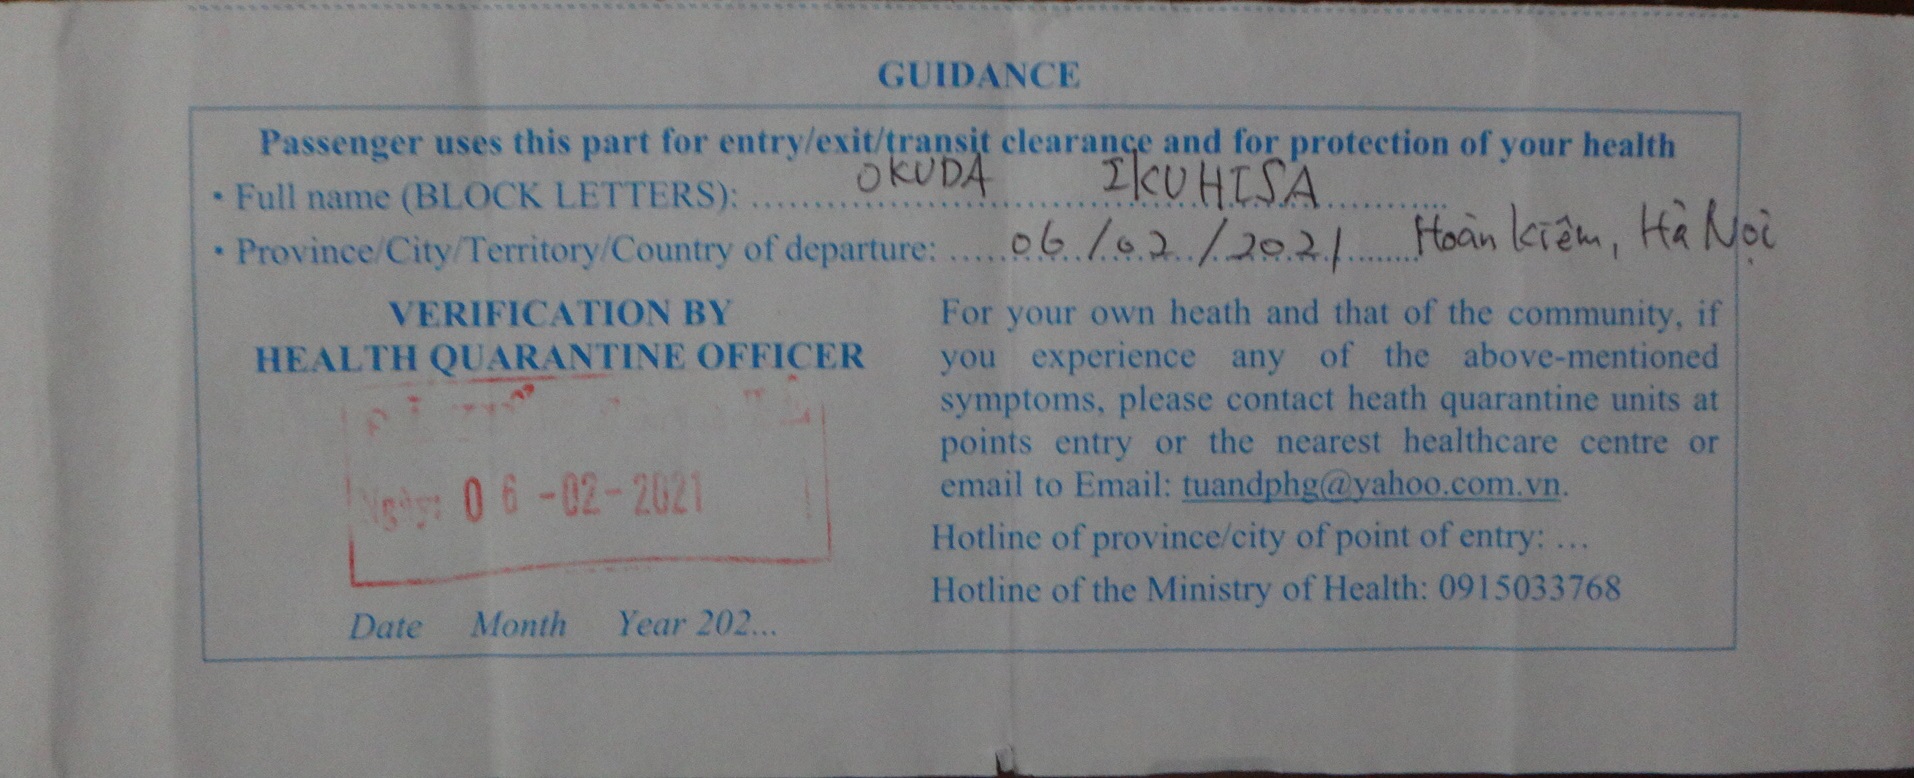 GUIDANCE
Passenger uses this part for entry/exit/transit clearance and for protection of your health
• Full name (BLOCK LETTERS): OKUDA IKUHISA
• Province/City/Territory/Country of departure: 06/02/2021 Hoàn kiêm, Hà Nội
VERIFICATION BY
HEALTH QUARANTINE OFFICER
Ngày: 06-02-2021
Date Month Year 202...
For your own heath and that of the community, if
you experience any of the above-mentioned
symptoms, please contact heath quarantine units at
points entry or the nearest healthcare centre or
email to Email: tuandphg@yahoo.com.vn.
Hotline of province/city of point of entry: ...
Hotline of the Ministry of Health: 0915033768